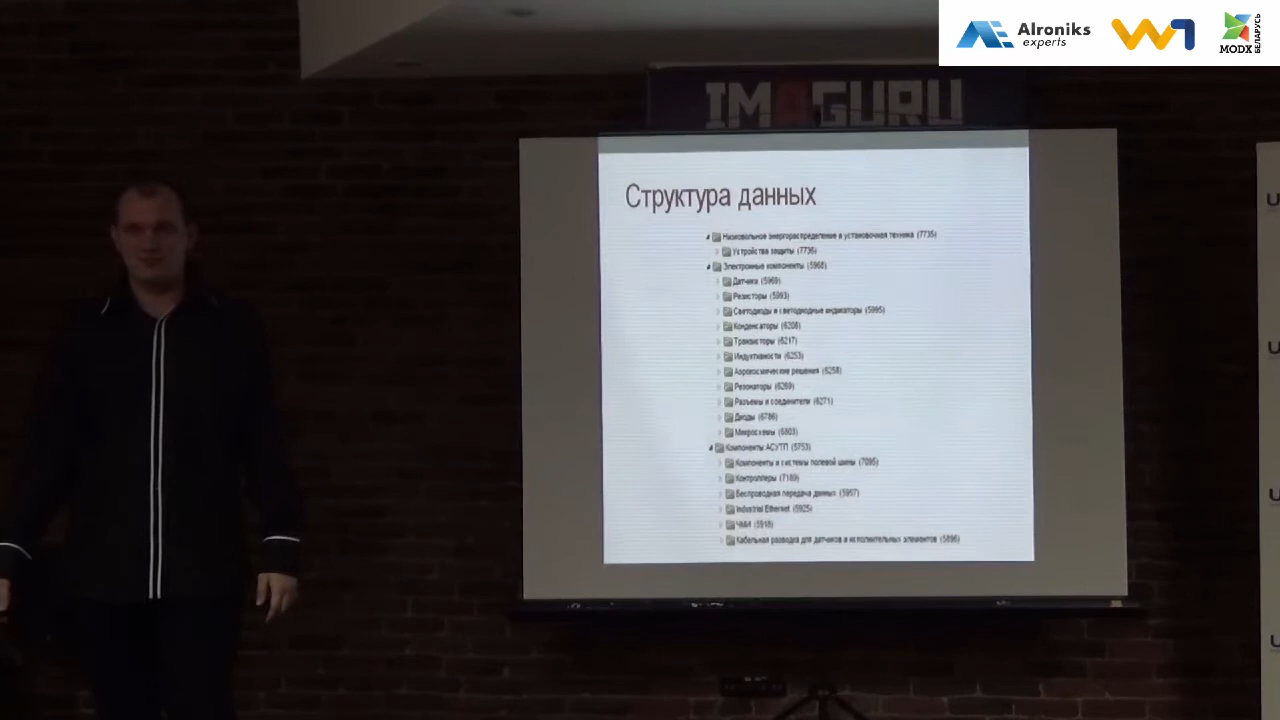 Alroniks
experts
MODX
БЕЛАРУСЬ
IMAGURU
Структура данных
Низковольное энергораспределение и установочная техника (7735)
Устройства защиты (7736)
Электронные компоненты (5968)
Датчики (5969)
Резисторы (5993)
Светодиоды и светодиодные индикаторы (5995)
Конденсаторы (6208)
Транзисторы (6217)
Индуктивности (6253)
Аэрокосмические решения (6258)
Резонаторы (6269)
Разъемы и соединители (6271)
Диоды (6786)
Микросхемы (6803)
Компоненты АСУТП (5753)
Компоненты и системы полевой шины (7095)
Контроллеры (7189)
Беспроводная передача данных (5957)
Industrial Ethernet (5925)
ЧМИ (5918)
Кабельная разводка для датчиков и исполнительных элементов (5896)